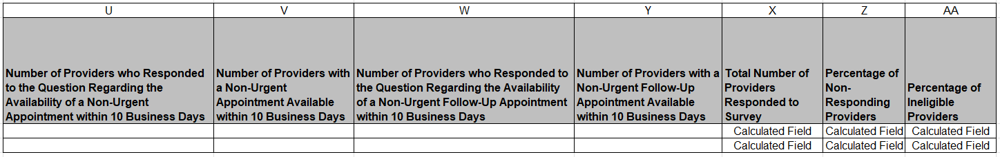 U V W Y X Z AA
Number of Providers who Responded
to the Question Regarding the
Availability of a Non-Urgent
Appointment within 10 Business Days
Number of Providers with
a Non-Urgent
Appointment Available
within 10 Business Days
Number of Providers who Responded to
the Question Regarding the Availability
of a Non-Urgent Follow-Up Appointment
within 10 Business Days
Number of Providers with a
Non-Urgent Follow-Up
Appointment Available
within 10 Business Days
Total Number of
Providers
Responded to
Survey
Percentage of
Non-
Responding
Providers
Percentage of
Ineligible
Providers
Calculated Field Calculated Field Calculated Field
Calculated Field Calculated Field Calculated Field